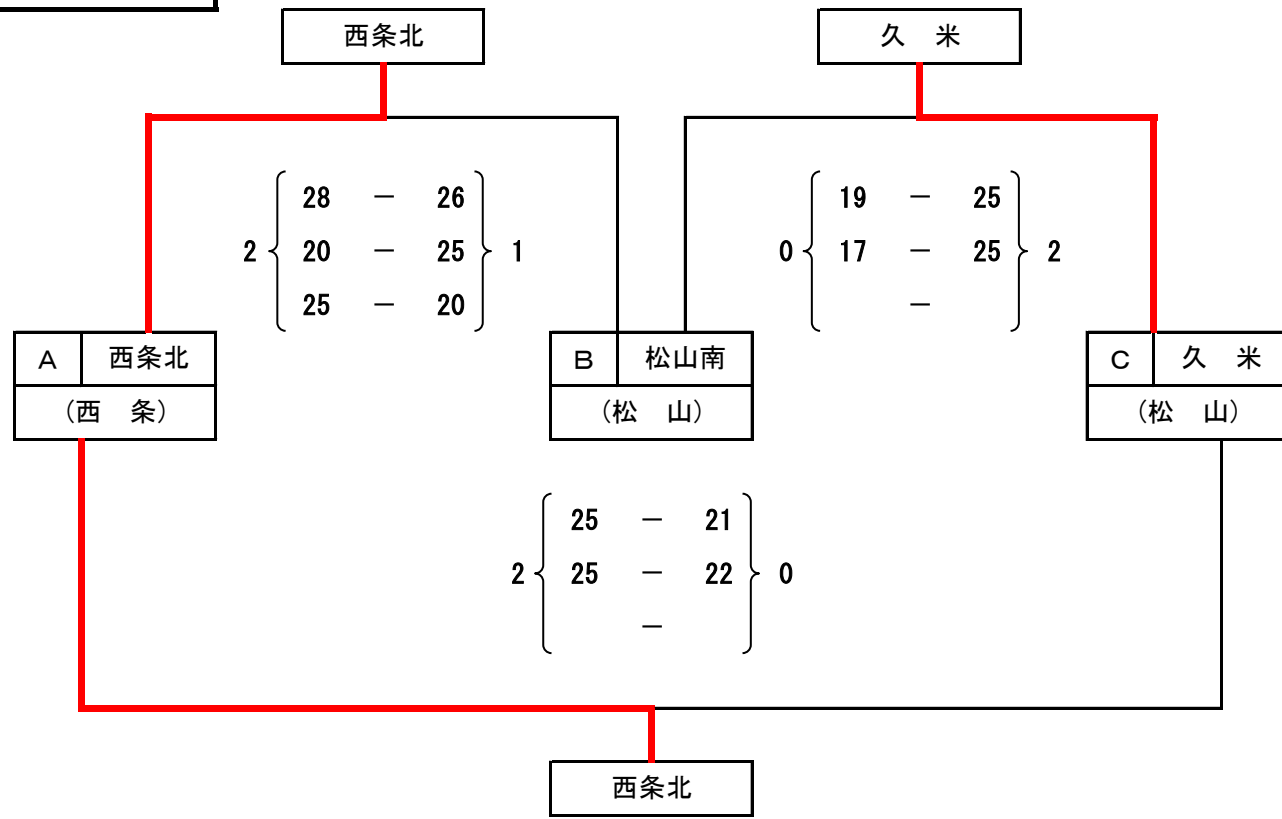 西条北 久　米
28 － 26 19 － 25
2 20 － 25 1 0 17 － 25 2
25 － 20 －
Ａ 西条北 Ｂ 松山南 Ｃ 久　米
（西　条） （松　山） （松　山）
25 － 21
2 25 － 22 0
－
西条北